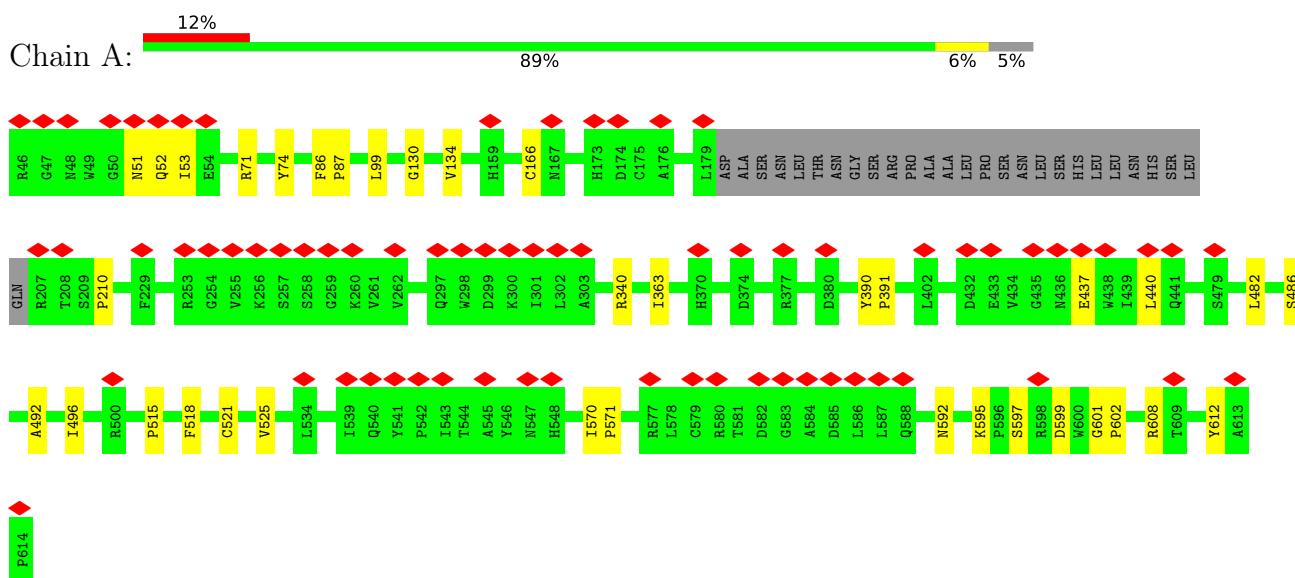 12%
Chain A:
89% 6% 5%
R46 G47 N48 W49 G50 N51 Q52 I53 E54 R71 Y74 F86 P87 L99 G130 V134 H159 C166 N167 H173 D174 C175 A176 L179 ASP ALA SER ASN LEU THR ASN GLY SER ARG PRO ALA ALA LEU PRO SER ASN LEU SER HIS LEU LEU ASN HIS SER LEU
GLN R207 T208 S209 P210 F229 R253 G254 V255 K256 S257 S258 G259 K260 V261 V262 Q297 W298 D299 K300 I301 L302 A303 R340 I363 H370 D374 R377 D380 Y390 P391 L402 D432 E433 V434 G435 N436 E437 W438 I439 L440 Q441 S479 L482 S486
A492 I496 R500 P515 F518 C521 V525 L534 I539 Q540 Y541 P542 I543 T544 A545 Y546 N547 H548 I570 P571 R577 L578 C579 R580 T581 D582 G583 A584 D585 L586 L587 Q588 N592 K595 P596 S597 R598 D599 W600 G601 P602 R608 T609 Y612 A613
P614